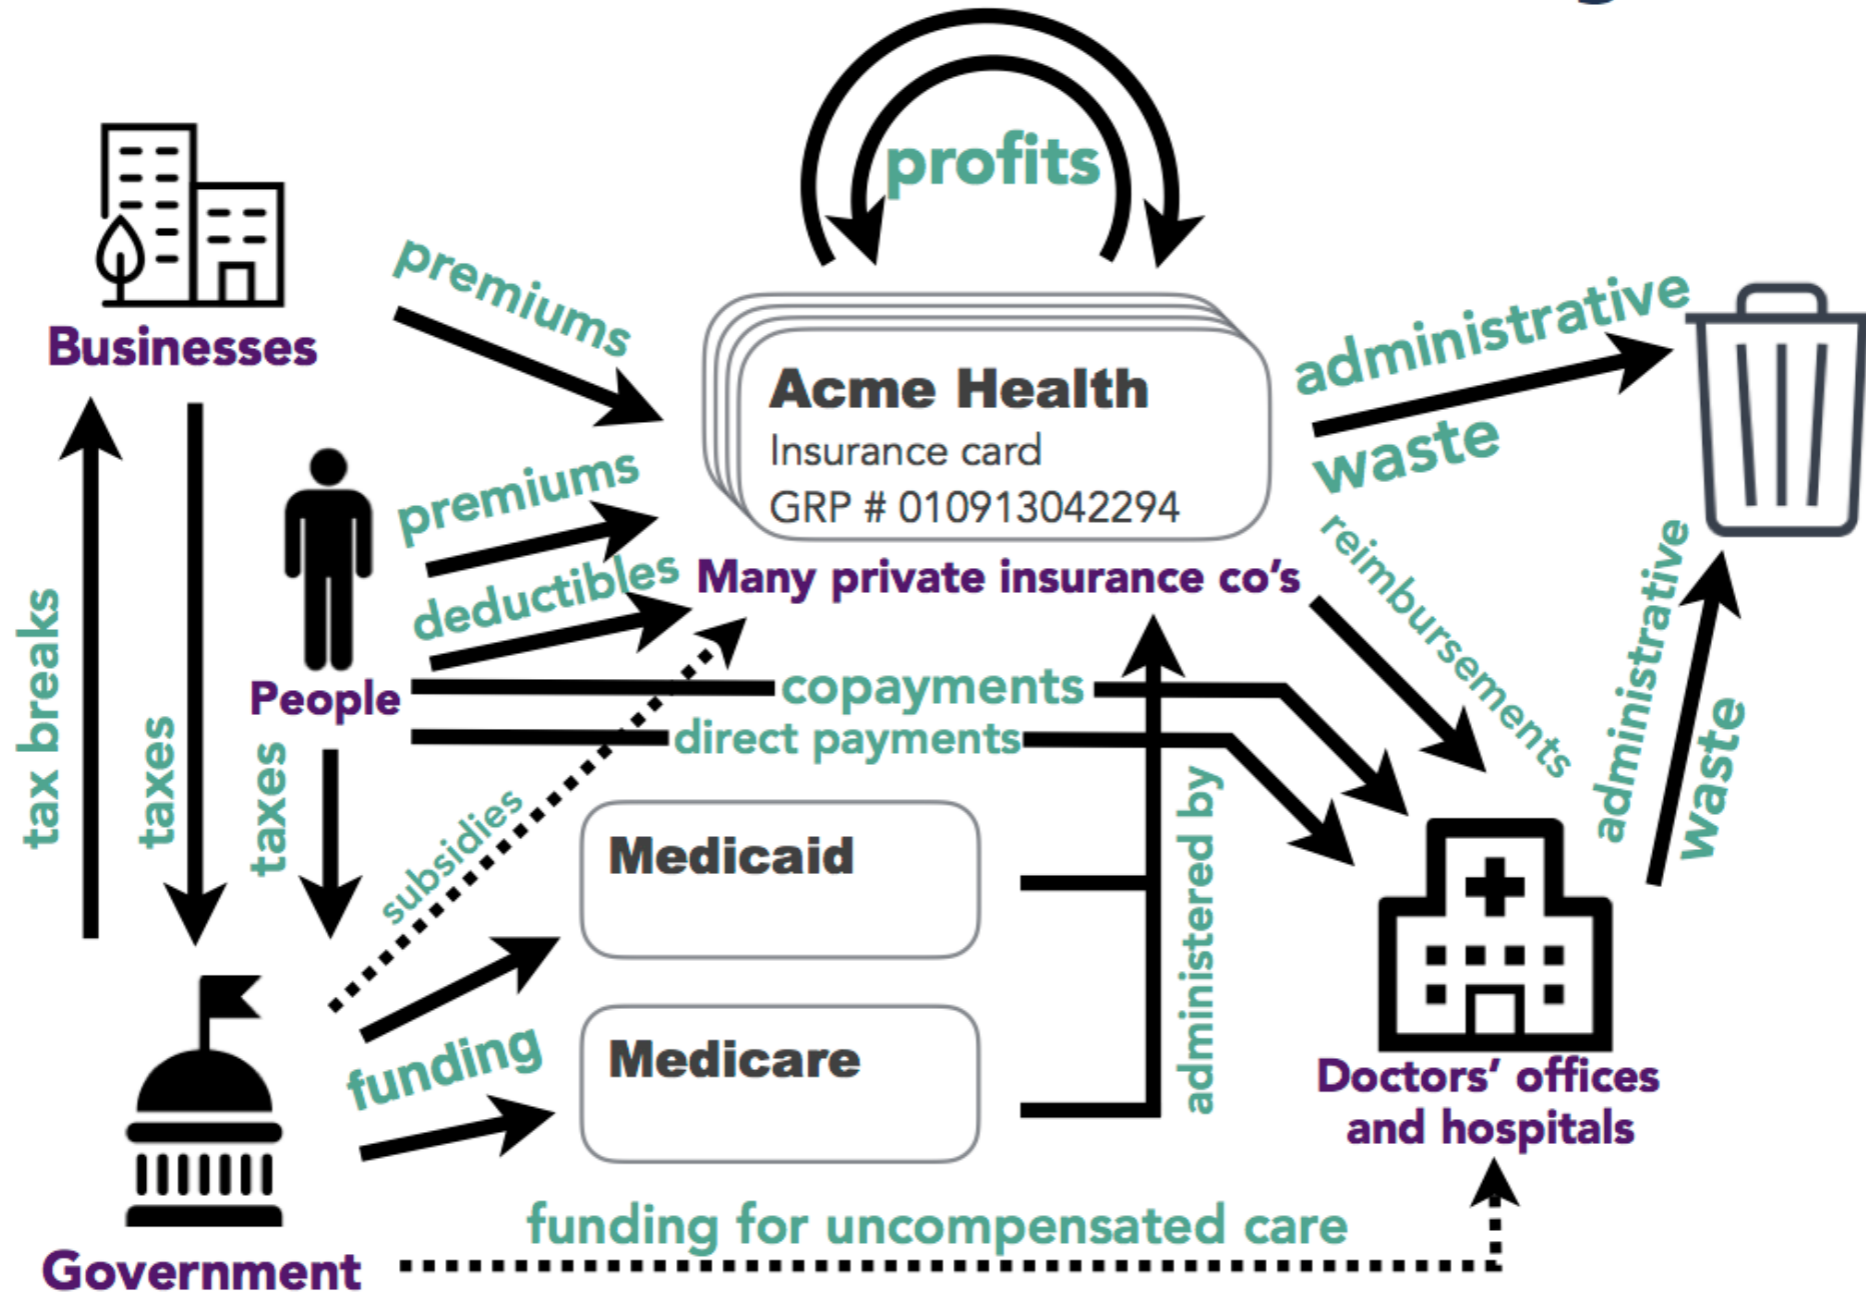 profits
premiums
Businesses
Acme Health
Insurance card
GRP # 010913042294
administrative
waste
premiums
deductibles
Many private insurance co's
reimbursements
People
copayments
direct payments
tax breaks
taxes
taxes
subsidies
Medicaid
administered by
administrative
waste
funding
Medicare
Doctors' offices
and hospitals
funding for uncompensated care
Government